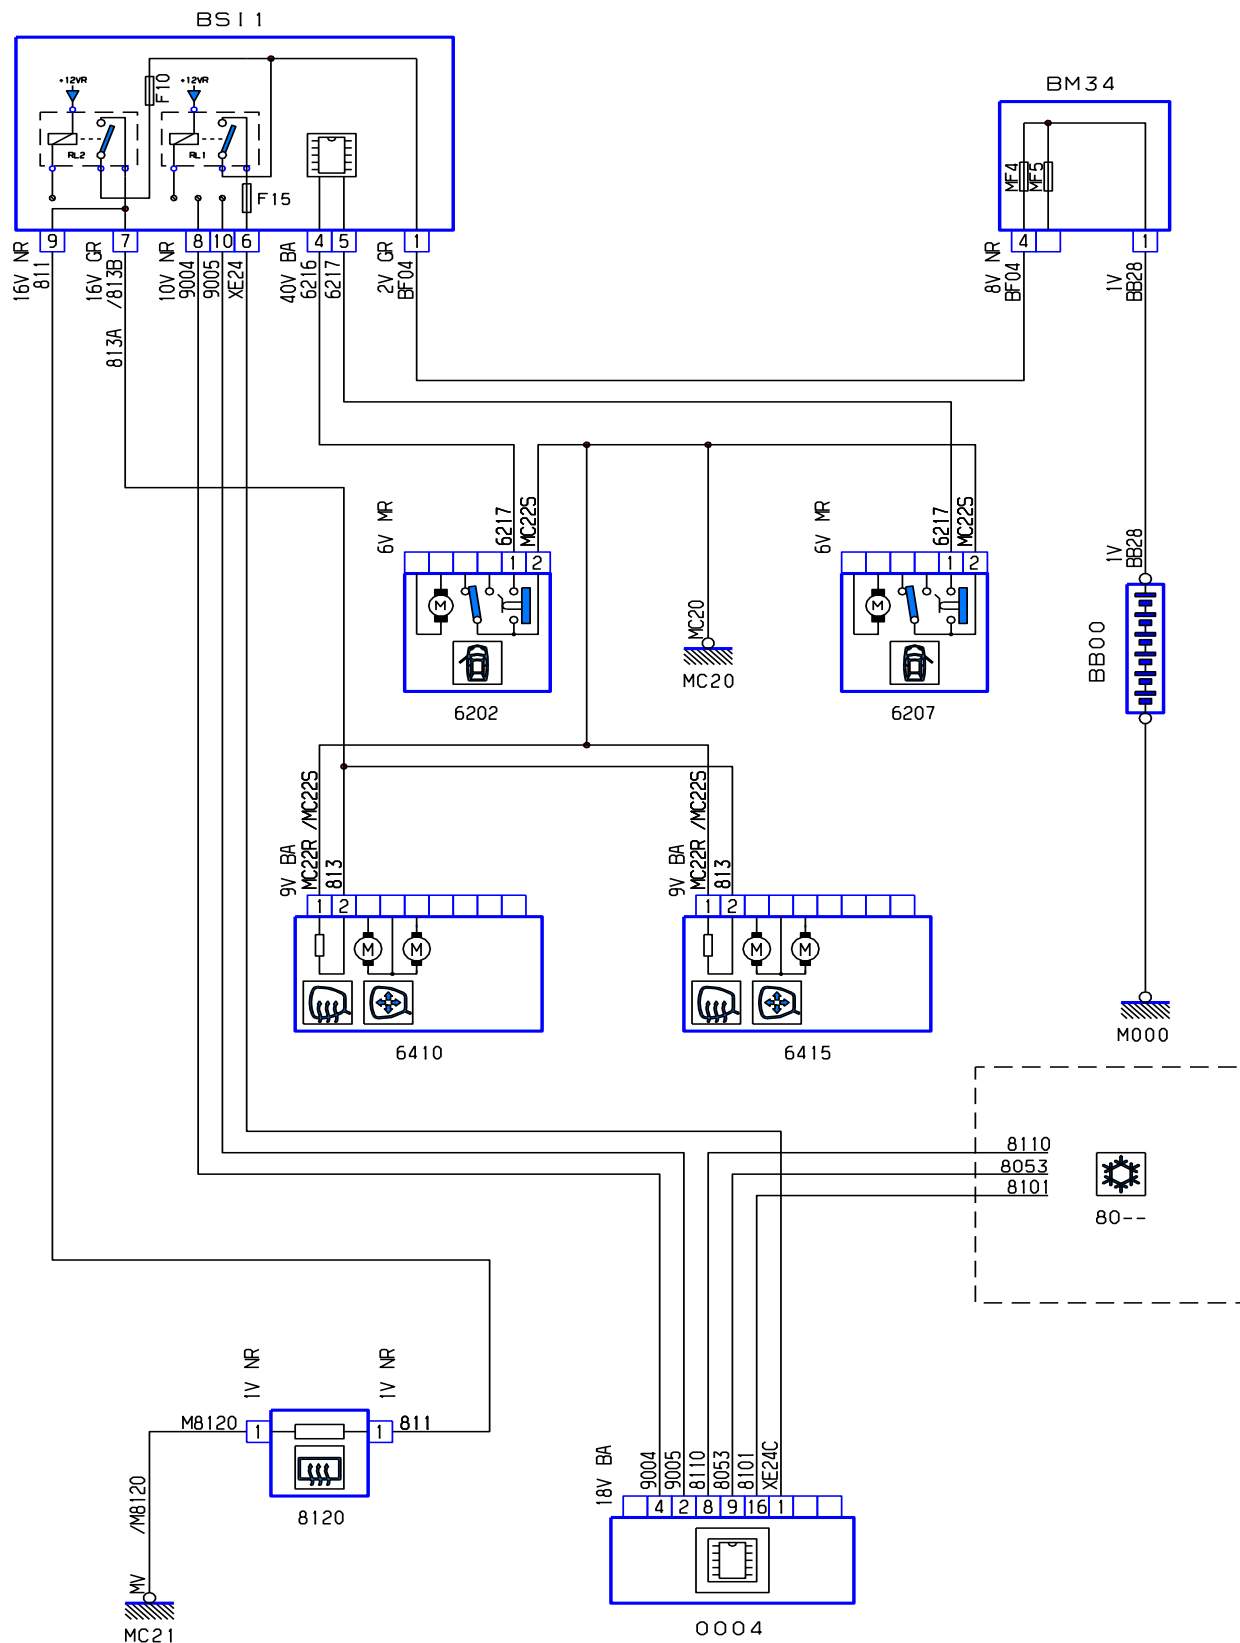 BSI1
+12VR
F10
+12VR
RL2
RL1
F15
9 7 8 10 6 4 5 1
16V NR
811
16V GR
/813B
813A
10V NR
9004
9005
XE24
40V BA
6216
6217
2V GR
BF04
BM34
MF4
MF5
4 1
8V NR
BF04
1V
BB28
6V MR
6217
MC22S
1 2
M
6202
MC20
MC20
6V MR
6217
MC22S
1 2
M
6207
1V
BB28
BB00
M000
9V BA
MC22R /MC22S
813
1 2
M M
6410
9V BA
MC22R /MC22S
813
1 2
M M
6415
8110
8053
8101
80--
1V NR
1V NR
M8120
1 1
811
8120
/M8120
MV
MC21
18V BA
9004
9005
8110
8053
8101
XE24C
4 2 8 9 16 1
0004